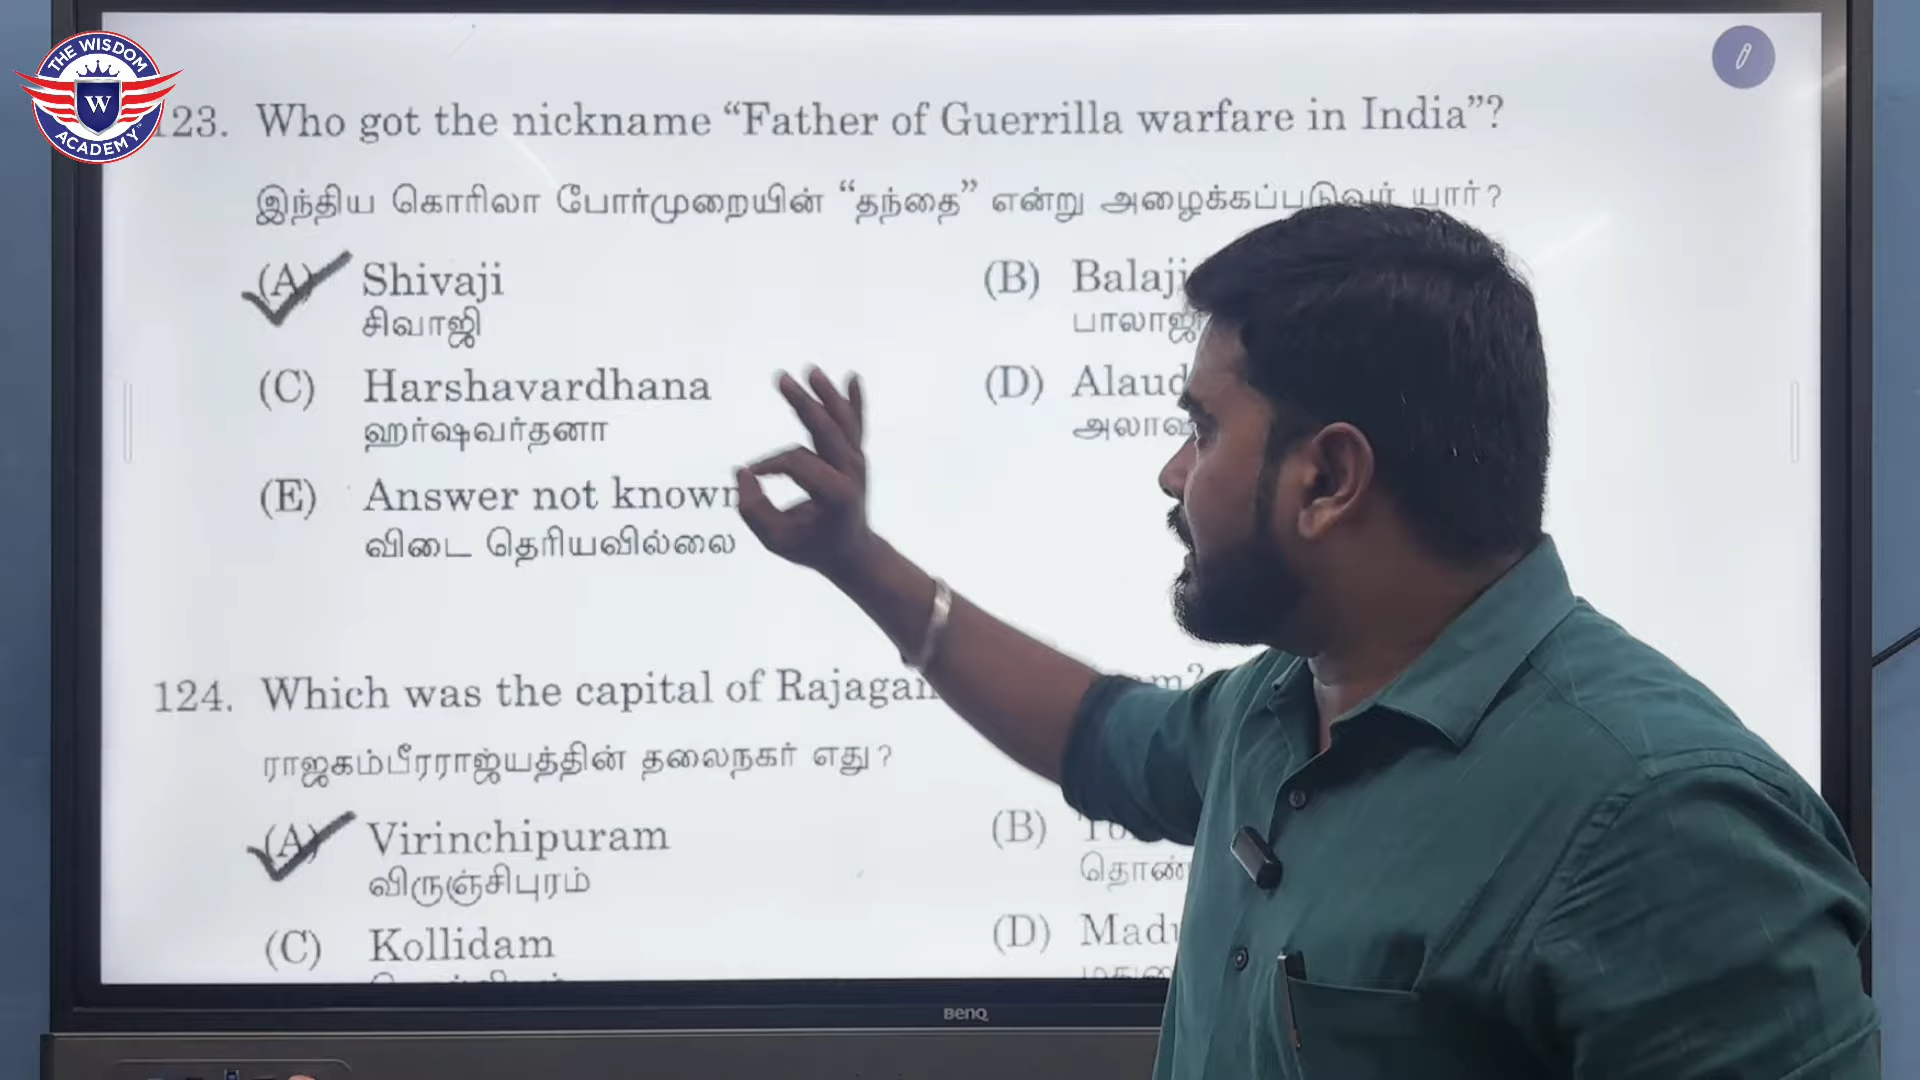 THE WISDOM
W
ACADEMY
123. Who got the nickname “Father of Guerrilla warfare in India”?
இந்திய கொரிலா போர்முறையின் “தந்தை” என்று அழைக்கப்படுவர் யார்?
(A) Shivaji
சிவாஜி
(B) Balaji
பாலாஜி
(C) Harshavardhana
ஹர்ஷவர்தனா
(D)
(E) Answer not known
விடை தெரியவில்லை
124. Which was the capital of
ராஜகம்பீரராஜ்யத்தின் தலைநகர் எது?
(A) Virinchipuram
விருஞ்சிபுரம்
(B)
(C) Kollidam
(D)
BenQ